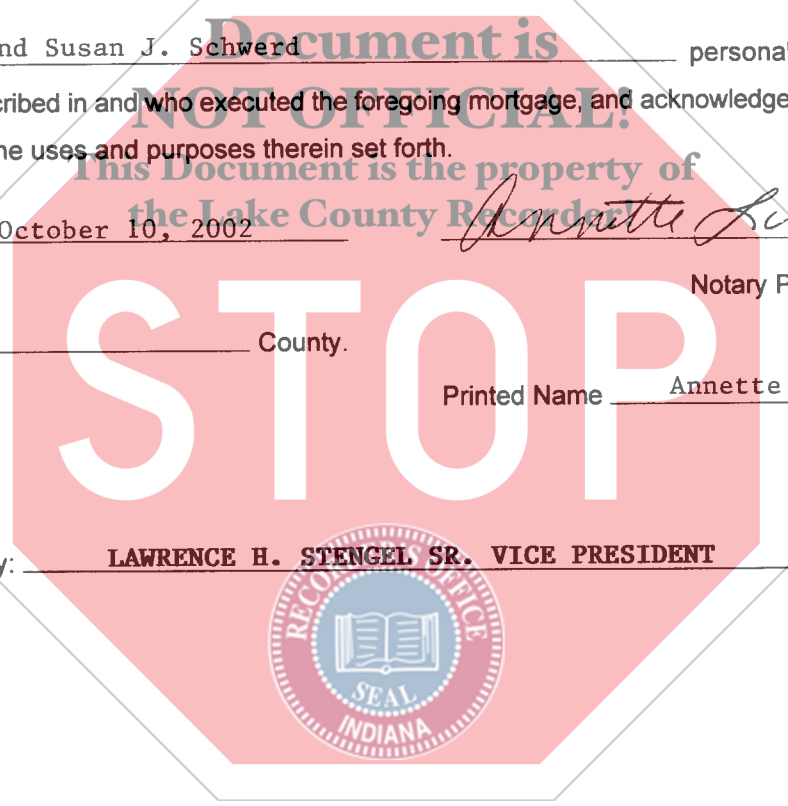 Document is
nd Susan J. Schwerd persona
NOT OFFICIAL!
cribed in and who executed the foregoing mortgage, and acknowledge
he uses and purposes therein set forth.
This Document is the property of
the Lake County Recorder!
October 10, 2002 Annette
Notary P
County.
Printed Name Annette
STOP
y: LAWRENCE H. STENGEL SR. VICE PRESIDENT
RECORDER'S OFFICE
SEAL
INDIANA